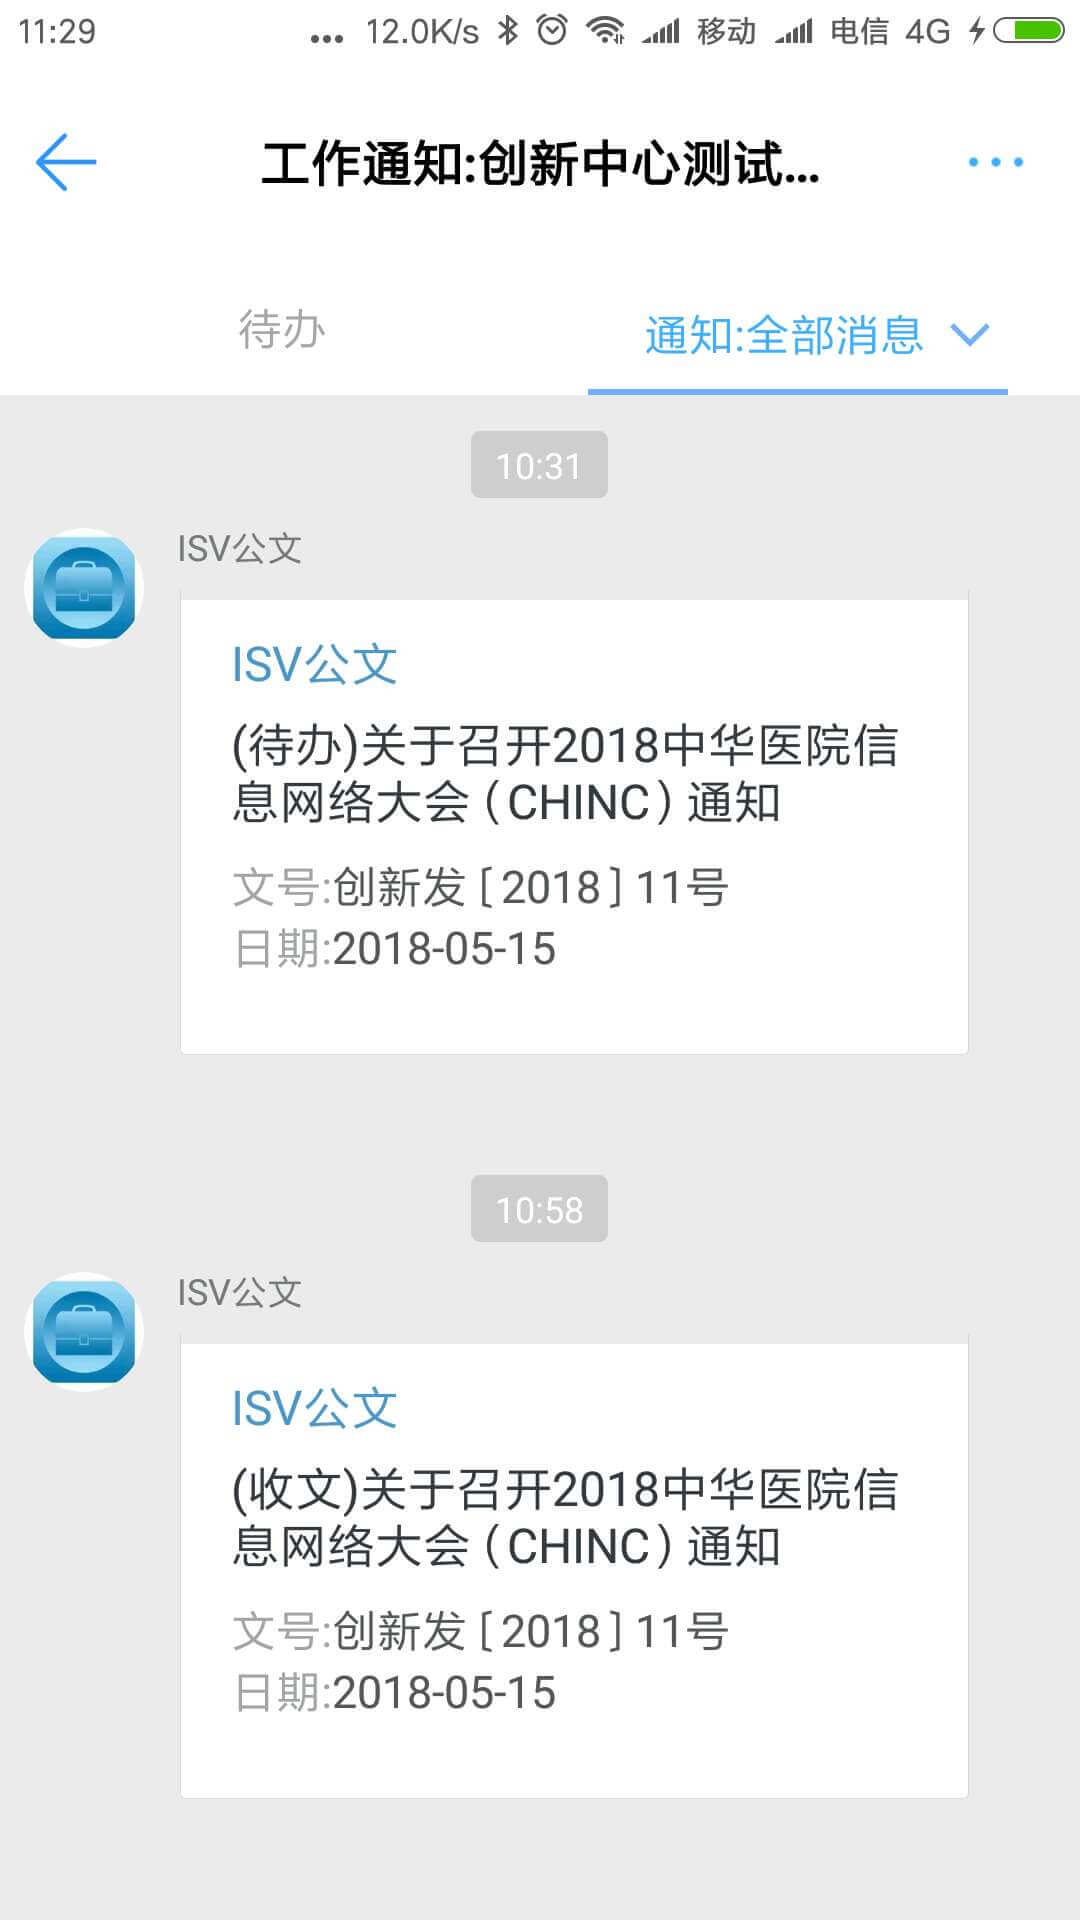 11:29 ... 12.0K/s 移动 电信 4G
工作通知:创新中心测试...
待办 通知:全部消息
10:31
ISV公文
ISV公文
(待办)关于召开2018中华医院信
息网络大会（CHINC）通知
文号:创新发〔2018〕11号
日期:2018-05-15
10:58
ISV公文
ISV公文
(收文)关于召开2018中华医院信
息网络大会（CHINC）通知
文号:创新发〔2018〕11号
日期:2018-05-15